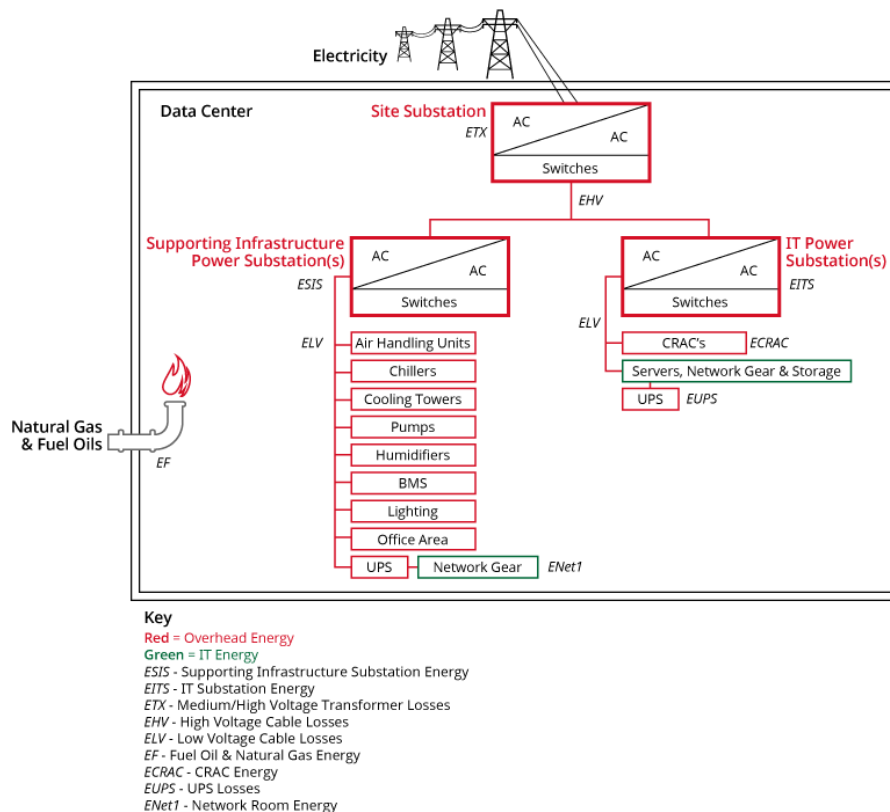 Electricity
Data Center
Site Substation
ETX
AC
AC
Switches
EHV
Supporting Infrastructure
Power Substation(s)
ESIS
AC
AC
Switches
IT Power
Substation(s)
EITS
AC
AC
Switches
ELV
Air Handling Units
Chillers
Cooling Towers
Pumps
Humidifiers
BMS
Lighting
Office Area
UPS
Network Gear
ENet1
ELV
CRAC's
ECRAC
Servers, Network Gear & Storage
UPS
EUPS
Natural Gas
& Fuel Oils
EF
Key
Red = Overhead Energy
Green = IT Energy
ESIS - Supporting Infrastructure Substation Energy
EITS - IT Substation Energy
ETX - Medium/High Voltage Transformer Losses
EHV - High Voltage Cable Losses
ELV - Low Voltage Cable Losses
EF - Fuel Oil & Natural Gas Energy
ECRAC - CRAC Energy
EUPS - UPS Losses
ENet1 - Network Room Energy